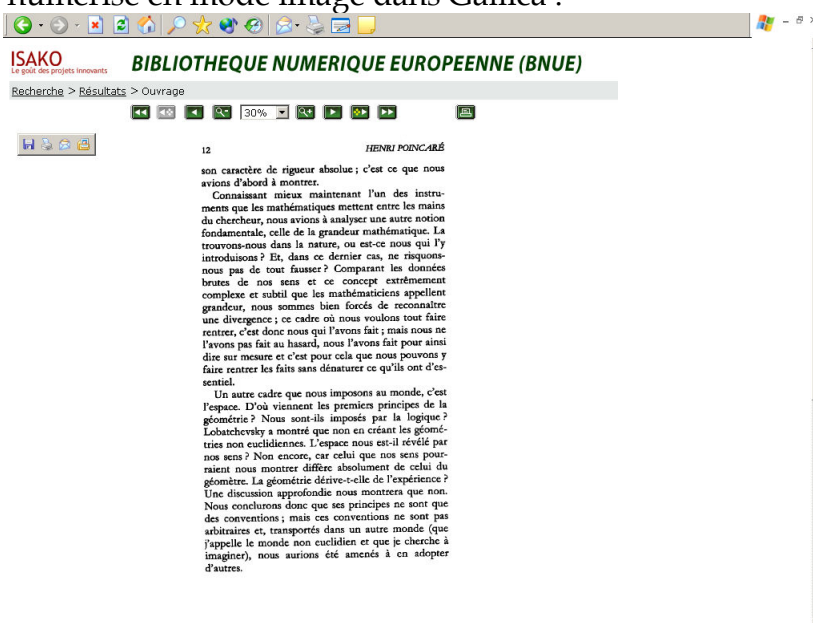 numérisé en mode image dans Gallica :
ISAKO
Le goût des projets innovants
BIBLIOTHEQUE NUMERIQUE EUROPEENNE (BNUE)
Recherche > Résultats > Ouvrage
30%
12 HENRI POINCARÉ
son caractère de rigueur absolue ; c'est ce que nous
avions d'abord à montrer.
Connaissant mieux maintenant l'un des instru-
ments que les mathématiques mettent entre les mains
du chercheur, nous avions à analyser une autre notion
fondamentale, celle de la grandeur mathématique. La
trouvons-nous dans la nature, ou est-ce nous qui l'y
introduisons ? Et, dans ce dernier cas, ne risquons-
nous pas de tout fausser ? Comparant les données
brutes de nos sens et ce concept extrêmement
complexe et subtil que les mathématiciens appellent
grandeur, nous sommes bien forcés de reconnaître
une divergence ; ce cadre où nous voulons tout faire
rentrer, c'est donc nous qui l'avons fait ; mais nous ne
l'avons pas fait au hasard, nous l'avons fait pour ainsi
dire sur mesure et c'est pour cela que nous pouvons y
faire rentrer les faits sans dénaturer ce qu'ils ont d'es-
sentiel.
Un autre cadre que nous imposons au monde, c'est
l'espace. D'où viennent les premiers principes de la
géométrie ? Nous sont-ils imposés par la logique ?
Lobatchevsky a montré que non en créant les géomé-
tries non euclidiennes. L'espace nous est-il révélé par
nos sens ? Non encore, car celui que nos sens pour-
raient nous montrer diffère absolument de celui du
géomètre. La géométrie dérive-t-elle de l'expérience ?
Une discussion approfondie nous montrera que non.
Nous conclurons donc que ses principes ne sont que
des conventions ; mais ces conventions ne sont pas
arbitraires et, transportés dans un autre monde (que
j'appelle le monde non euclidien et que je cherche à
imaginer), nous aurions été amenés à en adopter
d'autres.